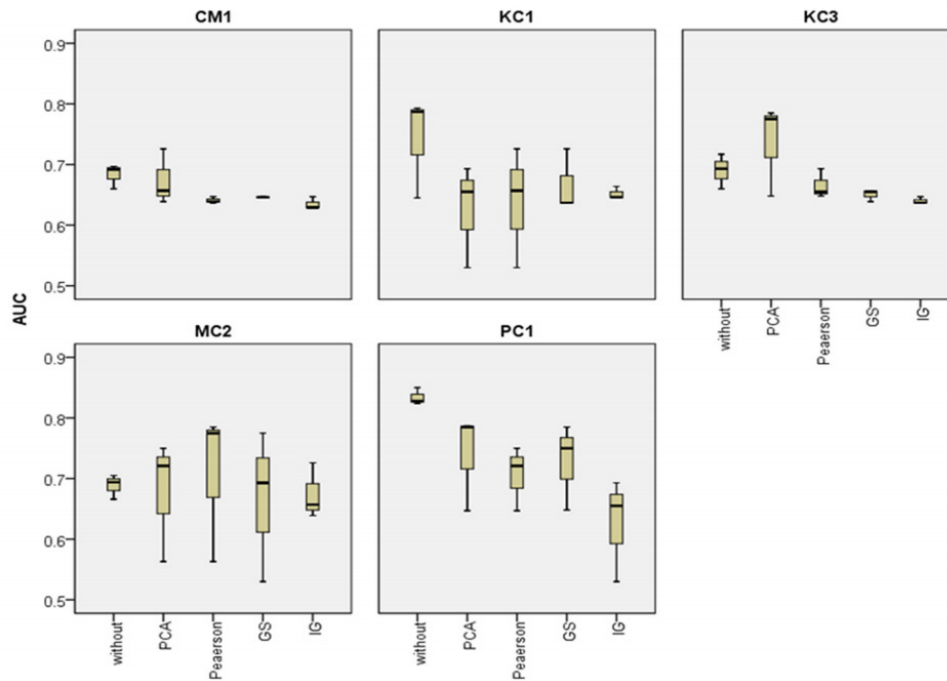 CM1
KC1
KC3
0.9
0.8
0.7
0.6
0.5
AUC
without
PCA
Peaerson
GS
IG
MC2
PC1
0.9
0.8
0.7
0.6
0.5
without
PCA
Peaerson
GS
IG
without
PCA
Peaerson
GS
IG